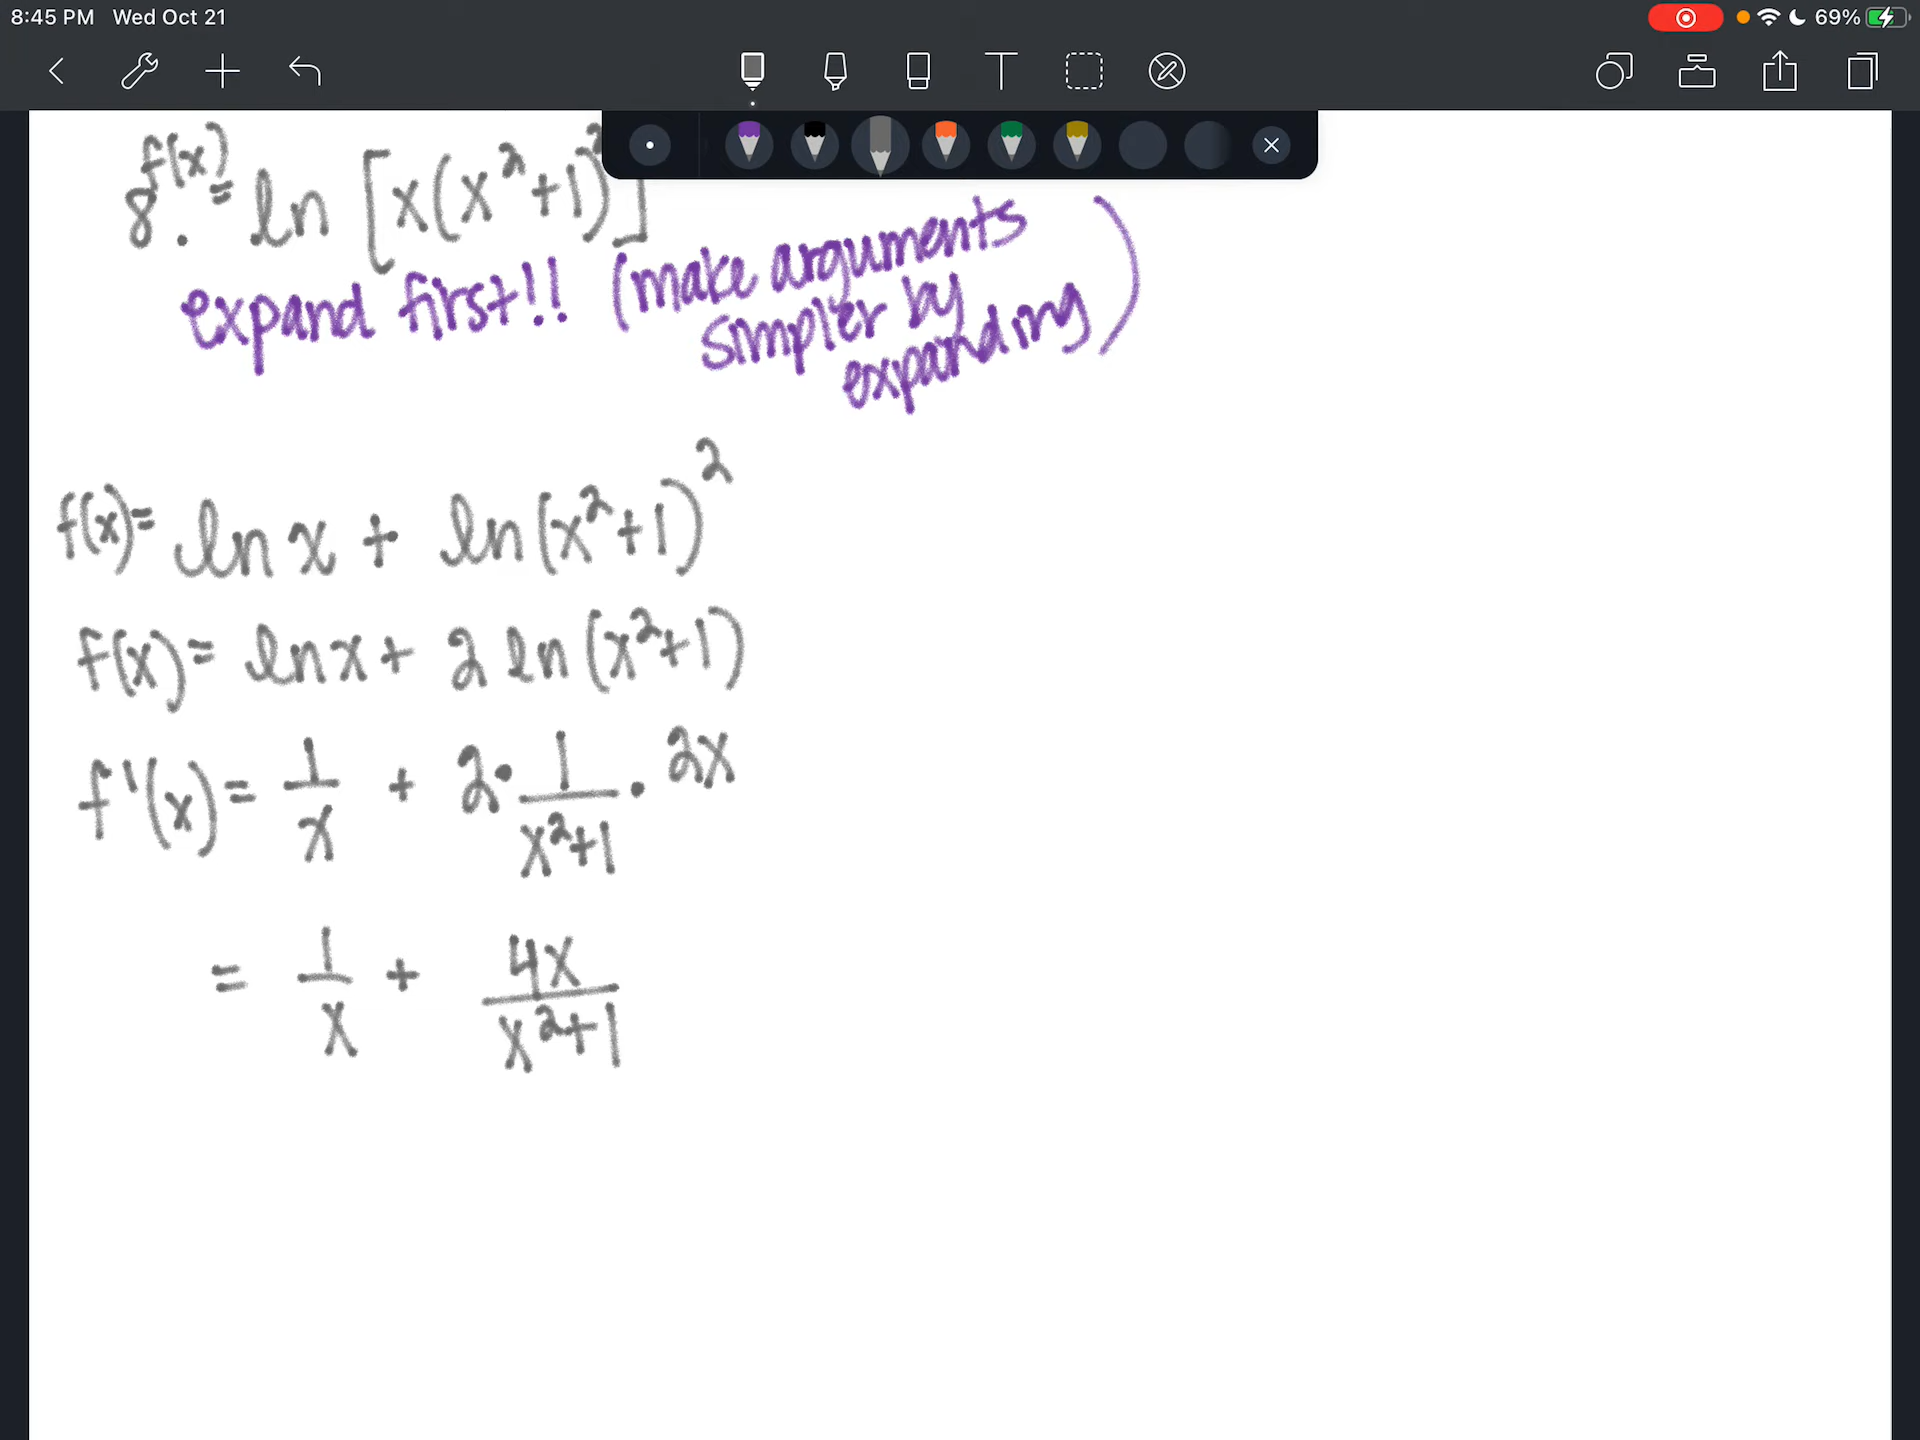 8:45 PM Wed Oct 21 69%
8. f(x)= ln [x(x²+1)²]
expand first!! (make arguments
simpler by
expanding)
f(x)= ln x + ln(x²+1)²
f(x)= ln x + 2 ln(x²+1)
f'(x)= 1/x + 2·1/(x²+1)·2x
= 1/x + 4x/(x²+1)